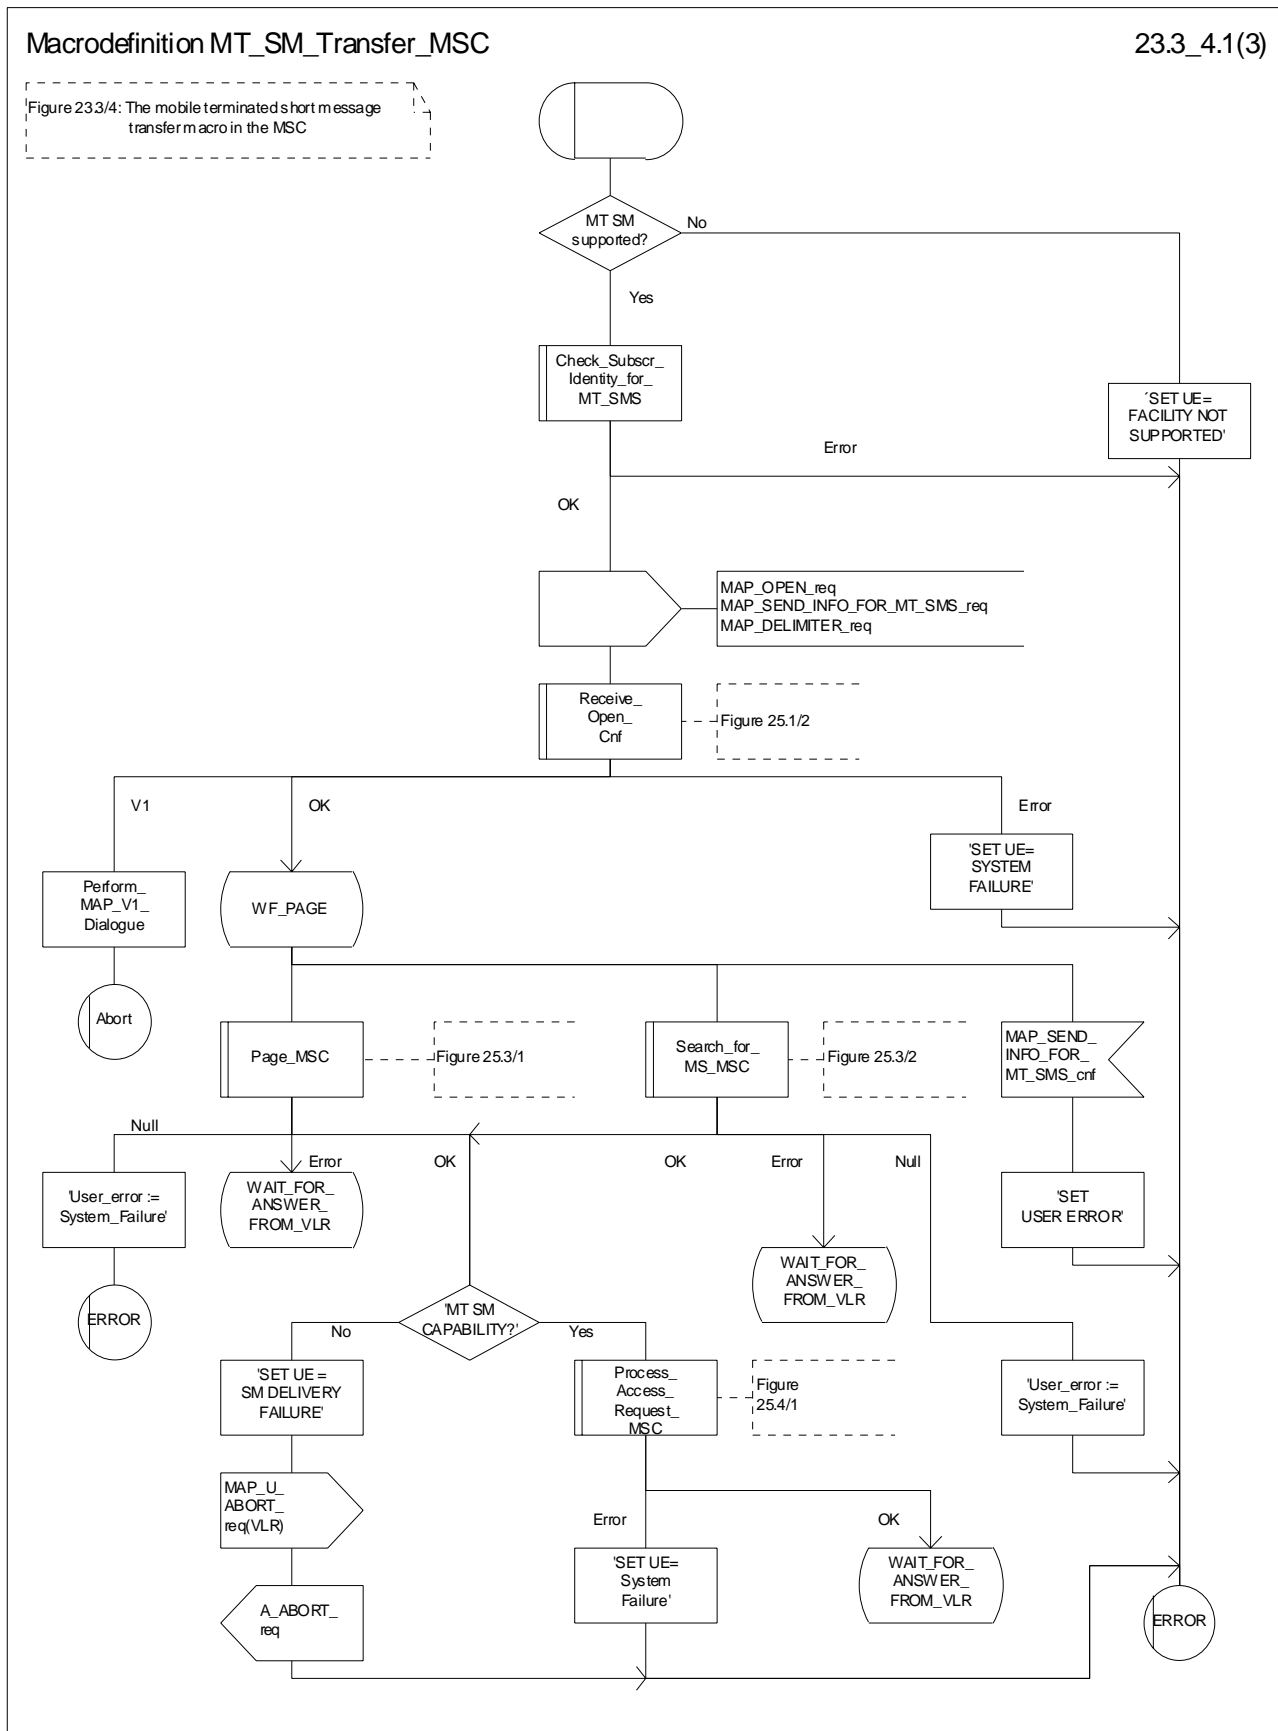 Macrodefinition MT_SM_Transfer_MSC
23.3_4.1(3)
Figure 23.3/4: The mobile terminated short message
transfer macro in the MSC
MT SM
supported?
No
Yes
Check_Subscr_
Identity_for_
MT_SMS
´SET UE=
FACILITY NOT
SUPPORTED'
Error
OK
MAP_OPEN_req
MAP_SEND_INFO_FOR_MT_SMS_req
MAP_DELIMITER_req
Receive_
Open_
Cnf
Figure 25.1/2
V1
OK
Error
Perform_
MAP_V1_
Dialogue
WF_PAGE
'SET UE=
SYSTEM
FAILURE'
Abort
Page_MSC
Figure 25.3/1
Search_for_
MS_MSC
Figure 25.3/2
MAP_SEND_
INFO_FOR_
MT_SMS_cnf
Null
Error
OK
OK
Error
Null
'User_error :=
System_Failure'
WAIT_FOR_
ANSWER_
FROM_VLR
'SET
USER ERROR'
WAIT_FOR_
ANSWER_
FROM_VLR
ERROR
'MT SM
CAPABILITY?'
No
Yes
'SET UE =
SM DELIVERY
FAILURE'
Process_
Access_
Request_
MSC
Figure
25.4/1
'User_error :=
System_Failure'
MAP_U_
ABORT_
req(VLR)
Error
OK
'SET UE=
System
Failure'
WAIT_FOR_
ANSWER_
FROM_VLR
A_ABORT_
req
ERROR